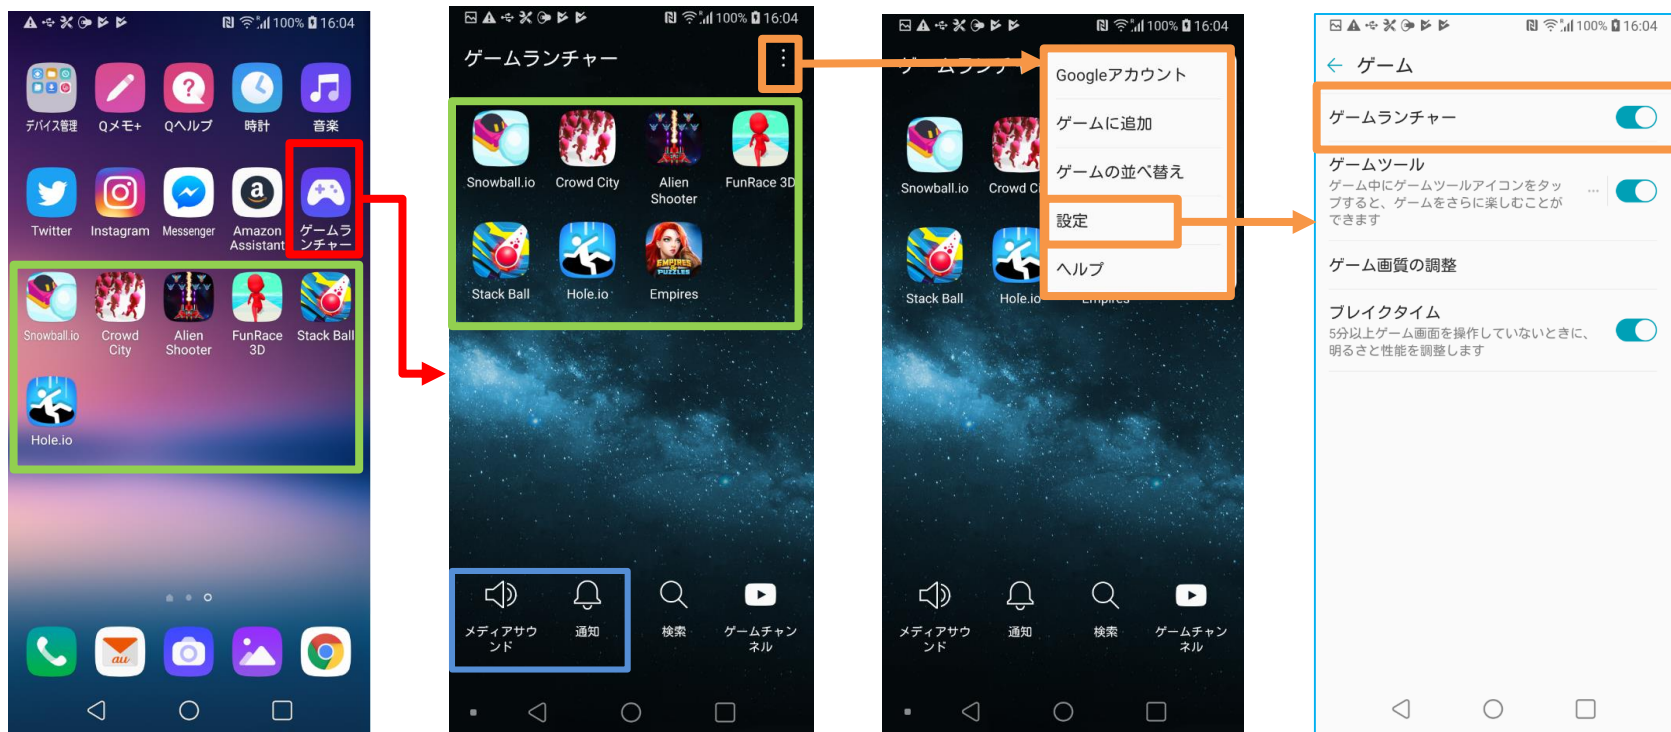 100% 16:04
デバイス管理
Qメモ+
Qヘルプ
時計
音楽
Twitter
Instagram
Messenger
Amazon
Assistant
ゲームラ
ンチャー
Snowball.io
Crowd
City
Alien
Shooter
FunRace
3D
Stack Ball
Hole.io
au
100% 16:04
ゲームランチャー
Snowball.io
Crowd City
Alien
Shooter
FunRace 3D
Stack Ball
Hole.io
EMPIRES
&
PUZZLES
Empires
メディアサウ
ンド
通知
検索
ゲームチャン
ネル
100% 16:04
ゲームランチ
Googleアカウント
ゲームに追加
ゲームの並べ替え
設定
ヘルプ
Snowball.io
Crowd C
Stack Ball
Hole.io
Empires
メディアサウ
ンド
通知
検索
ゲームチャン
ネル
100% 16:04
ゲーム
ゲームランチャー
ゲームツール
ゲーム中にゲームツールアイコンをタッ
プすると、ゲームをさらに楽しむことが
できます
ゲーム画質の調整
ブレイクタイム
5分以上ゲーム画面を操作していないときに、
明るさと性能を調整します